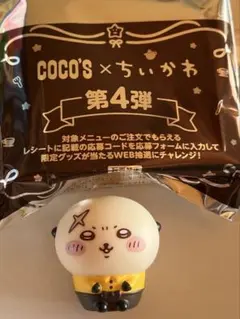 COCO'S×ちいかわ
第4弾
対象メニューのご注文でもらえる
レシートに記載の応募コードを応募フォームに入力して
限定グッズが当たるWEB抽選にチャレンジ！